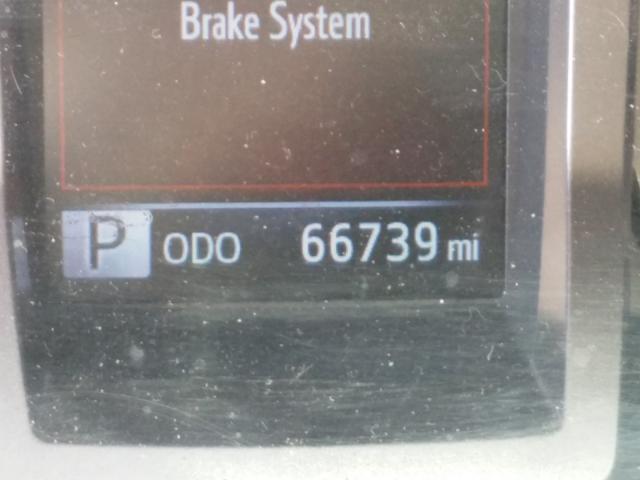 Brake System
P ODO 66739 mi